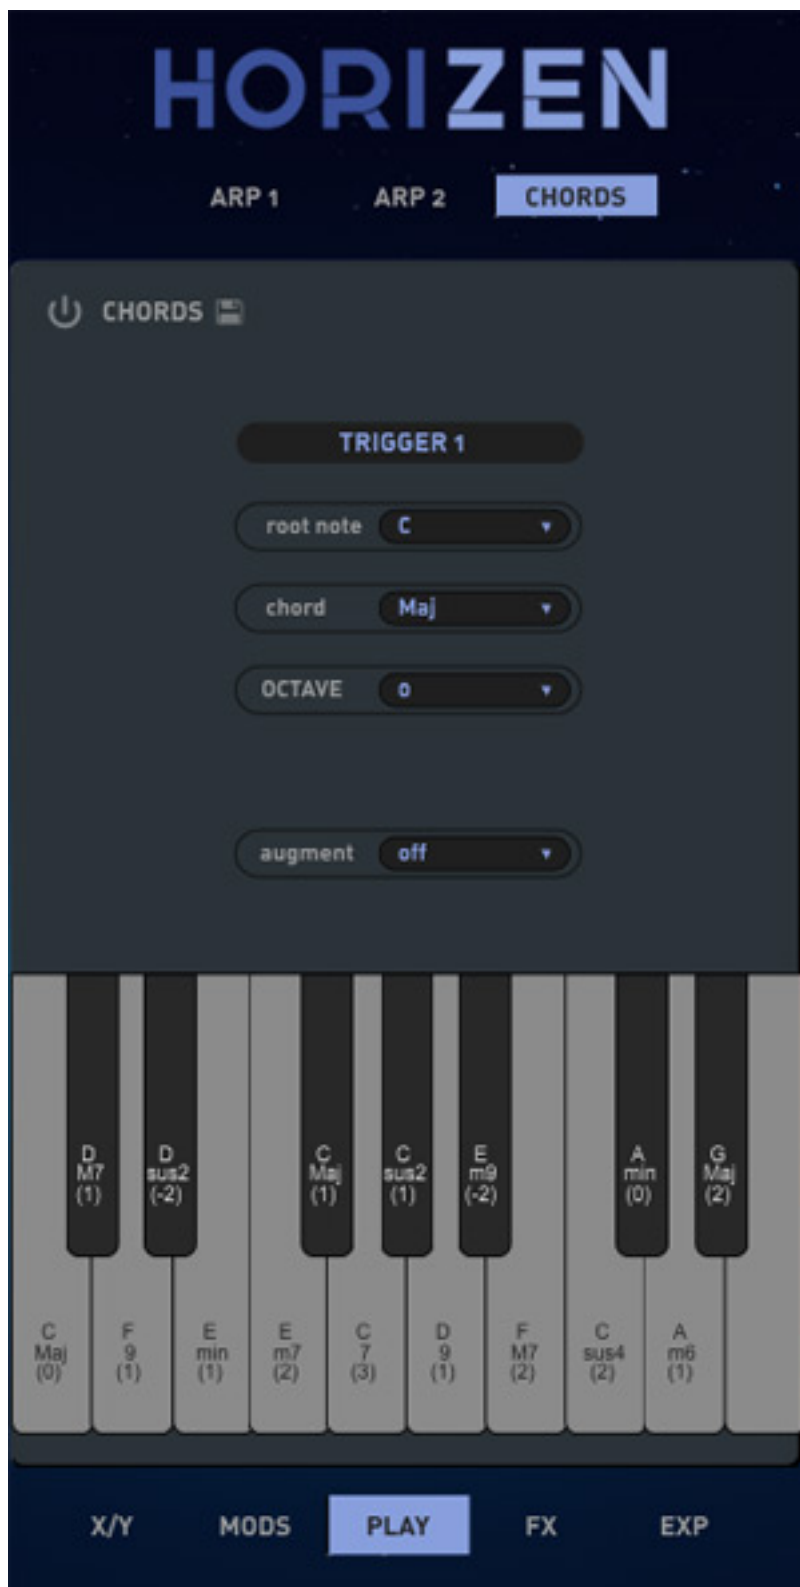 HORIZEN
ARP 1 ARP 2 CHORDS
CHORDS
TRIGGER 1
root note C
chord Maj
OCTAVE 0
augment off
D D C C E A G
M7 sus2 Maj sus2 m9 min Maj
(1) (-2) (1) (1) (-2) (0) (2)
C F E E C D F C A
Maj 9 min m7 7 9 M7 sus4 m6
(0) (1) (1) (2) (3) (1) (2) (2) (1)
X/Y MODS PLAY FX EXP